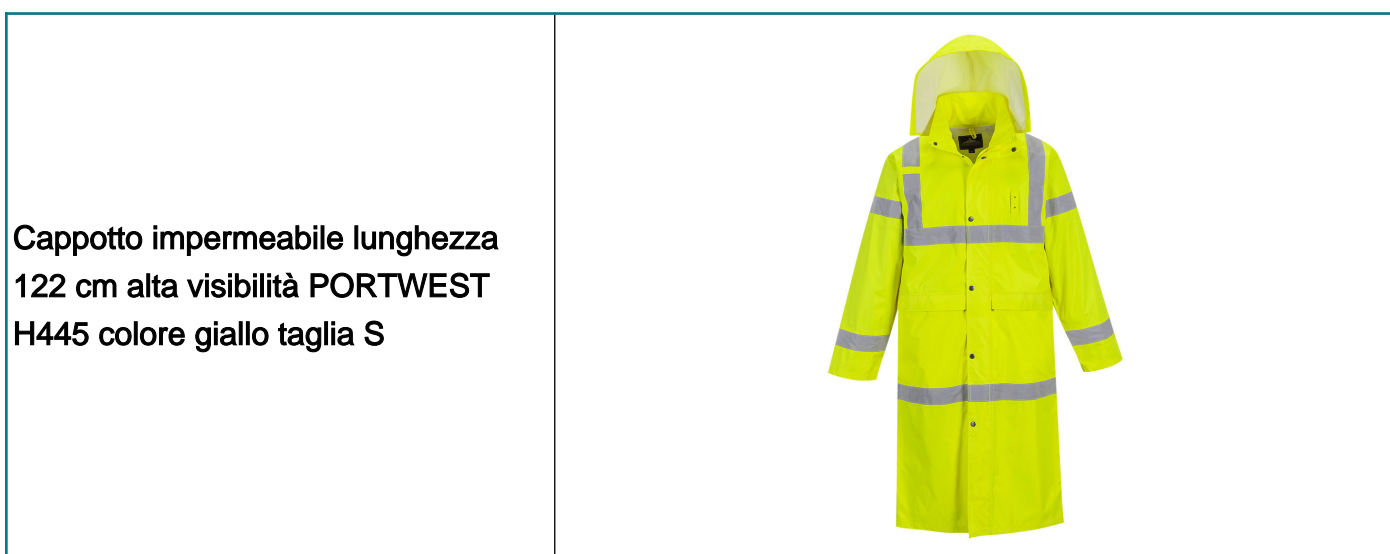 Cappotto impermeabile lunghezza
122 cm alta visibilità PORTWEST
H445 colore giallo taglia S